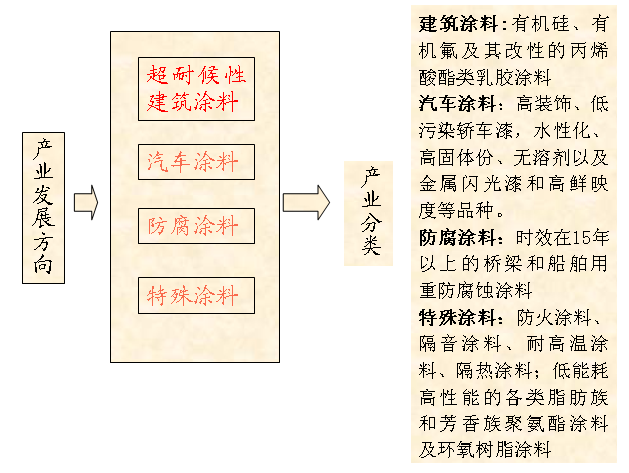 产业发展方向
超耐候性
建筑涂料
汽车涂料
防腐涂料
特殊涂料
产业分类
建筑涂料:有机硅、有
机氟及其改性的丙烯
酸酯类乳胶涂料
汽车涂料：高装饰、低
污染轿车漆，水性化、
高固体份、无溶剂以及
金属闪光漆和高鲜映
度等品种。
防腐涂料：时效在15年
以上的桥梁和船舶用
重防腐蚀涂料
特殊涂料：防火涂料、
隔音涂料、耐高温涂
料、隔热涂料；低能耗
高性能的各类脂肪族
和芳香族聚氨酯涂料
及环氧树脂涂料